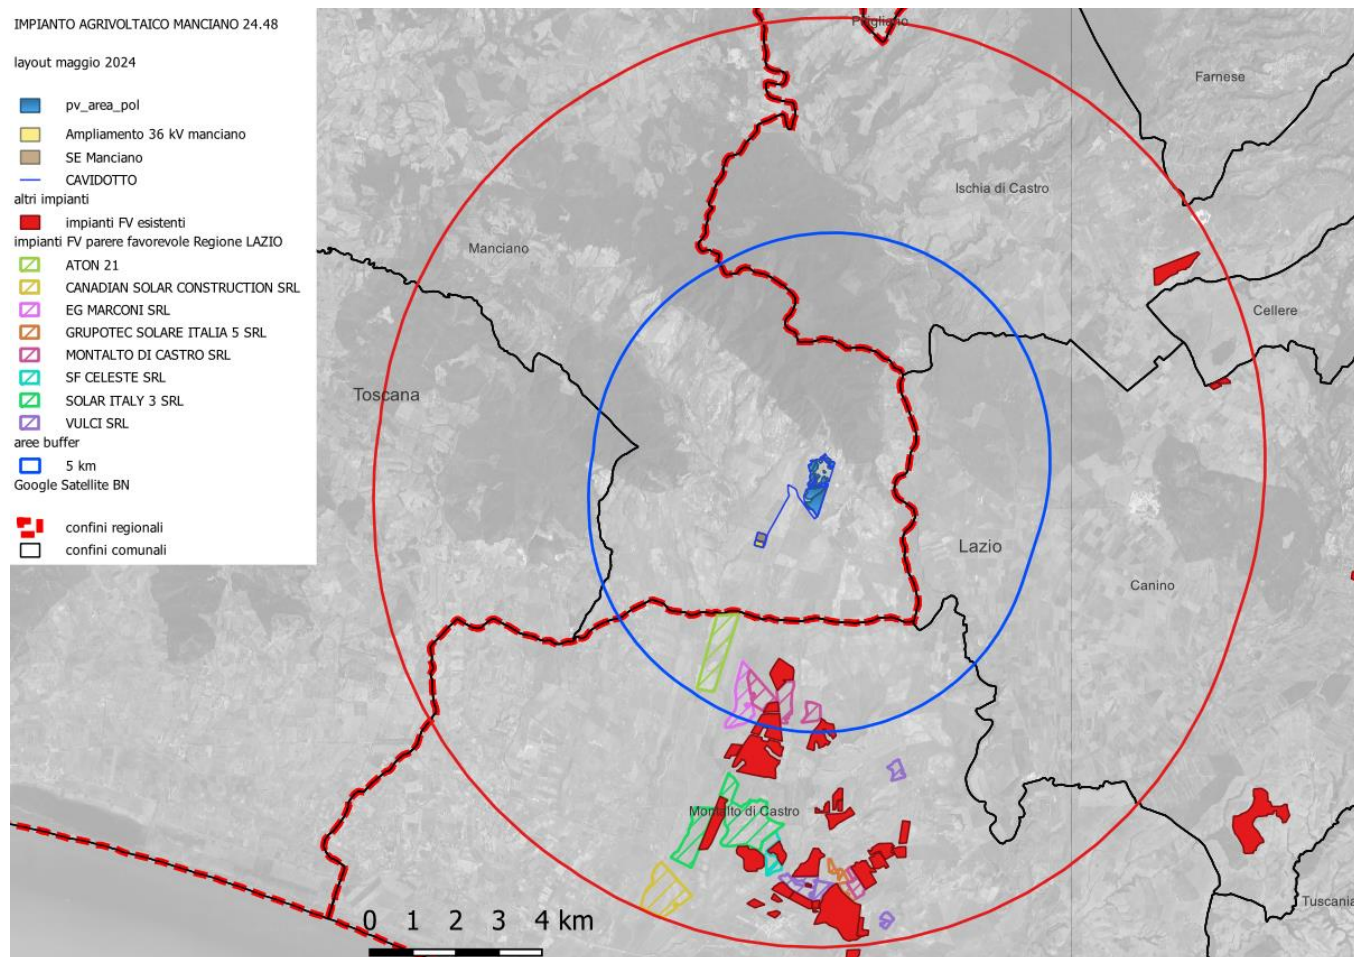 IMPIANTO AGRIVOLTAICO MANCIANO 24.48
layout maggio 2024
pv_area_pol
Ampliamento 36 kV manciano
SE Manciano
CAVIDOTTO
altri impianti
impianti FV esistenti
impianti FV parere favorevole Regione LAZIO
ATON 21
CANADIAN SOLAR CONSTRUCTION SRL
EG MARCONI SRL
GRUPOTEC SOLARE ITALIA 5 SRL
MONTALTO DI CASTRO SRL
SF CELESTE SRL
SOLAR ITALY 3 SRL
VULCI SRL
aree buffer
5 km
Google Satellite BN
confini regionali
confini comunali
Pitigliano
Farnese
Ischia di Castro
Manciano
Cellere
Toscana
Lazio
Canino
Montalto di Castro
Tuscania
0 1 2 3 4 km